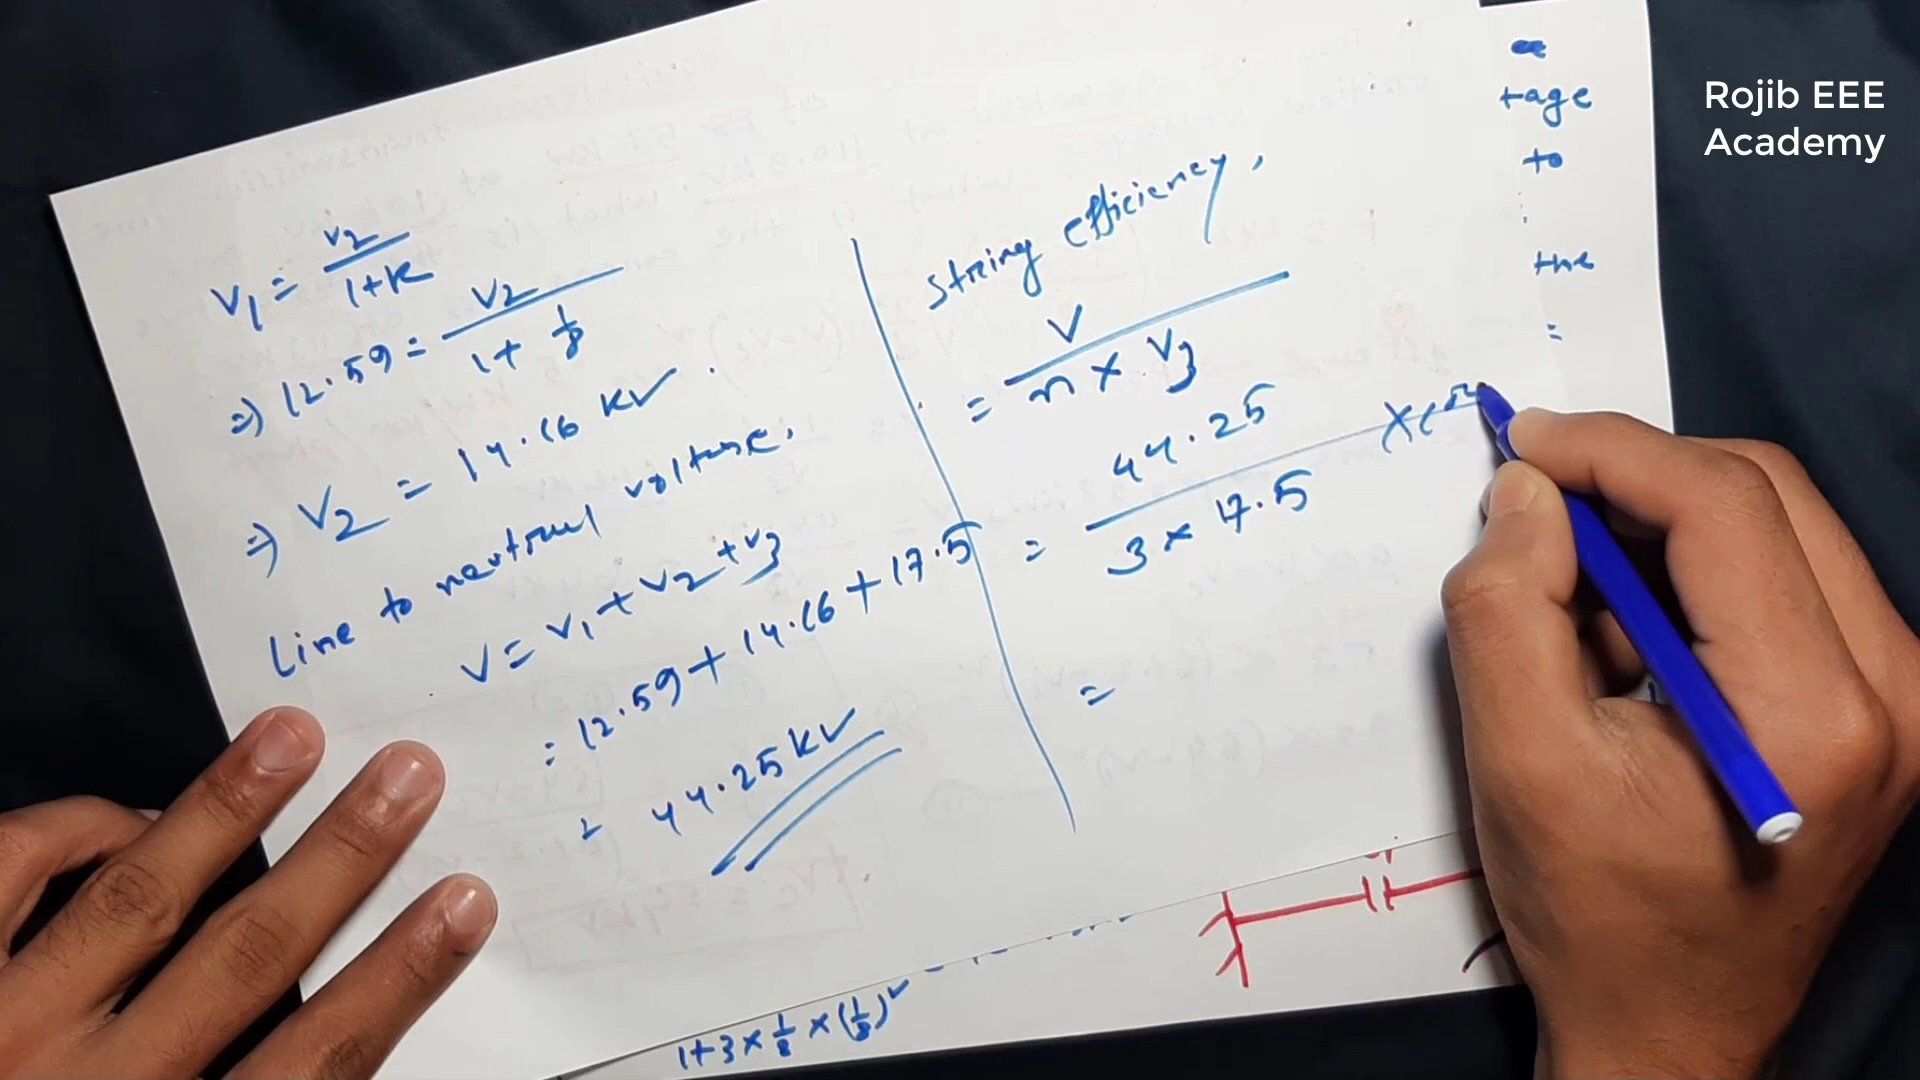 V1 = V2 / 1+K
⇒ 12.59 = V2 / 1 + 1/8
⇒ V2 = 14.16 kV.
Line to neutral voltage,
V = V1 + V2 + V3
= 12.59 + 14.16 + 17.5
= 44.25 kV
String efficiency,
= V / n × V3
= 44.25 / 3 × 17.5 ×
=
1+3×1/8×(1/8)²
tage
to
the
=
Rojib EEE
Academy